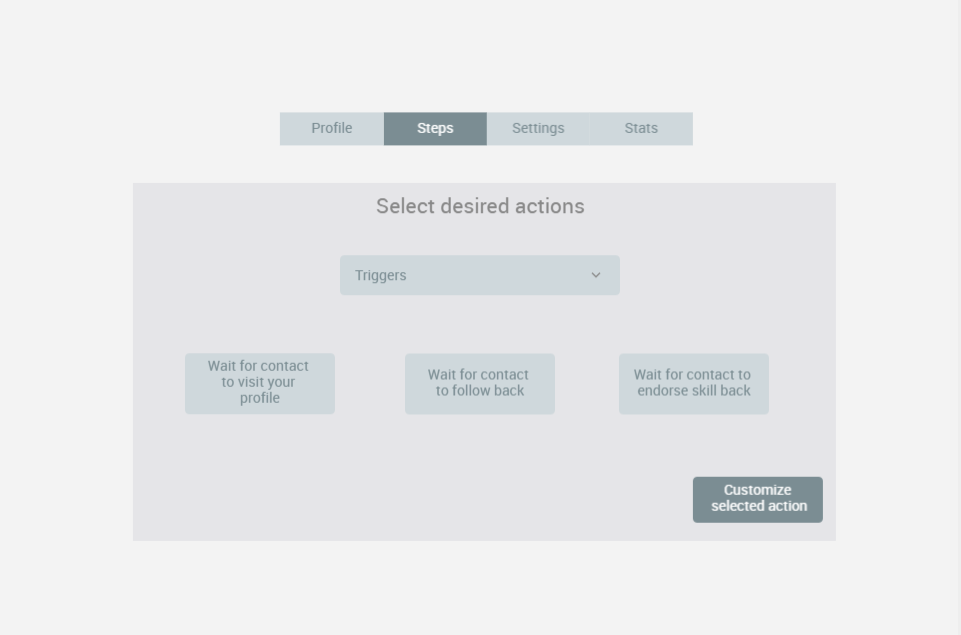 Profile Steps Settings Stats
Select desired actions
Triggers
Wait for contact
to visit your
profile
Wait for contact
to follow back
Wait for contact to
endorse skill back
Customize
selected action